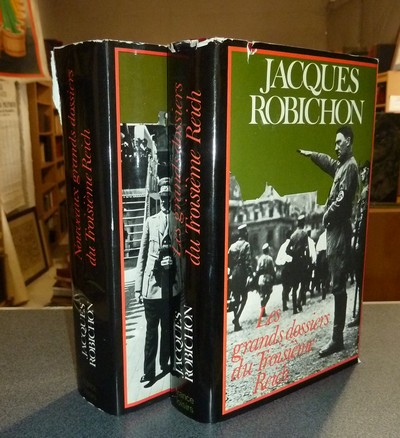 Nouveaux grands dossiers
du Troisième Reich
JACQUES
ROBICHON
Les grands dossiers
du Troisième Reich
JACQUES
ROBICHON
JACQUES
ROBICHON
Les
grands dossiers
du Troisième
Reich